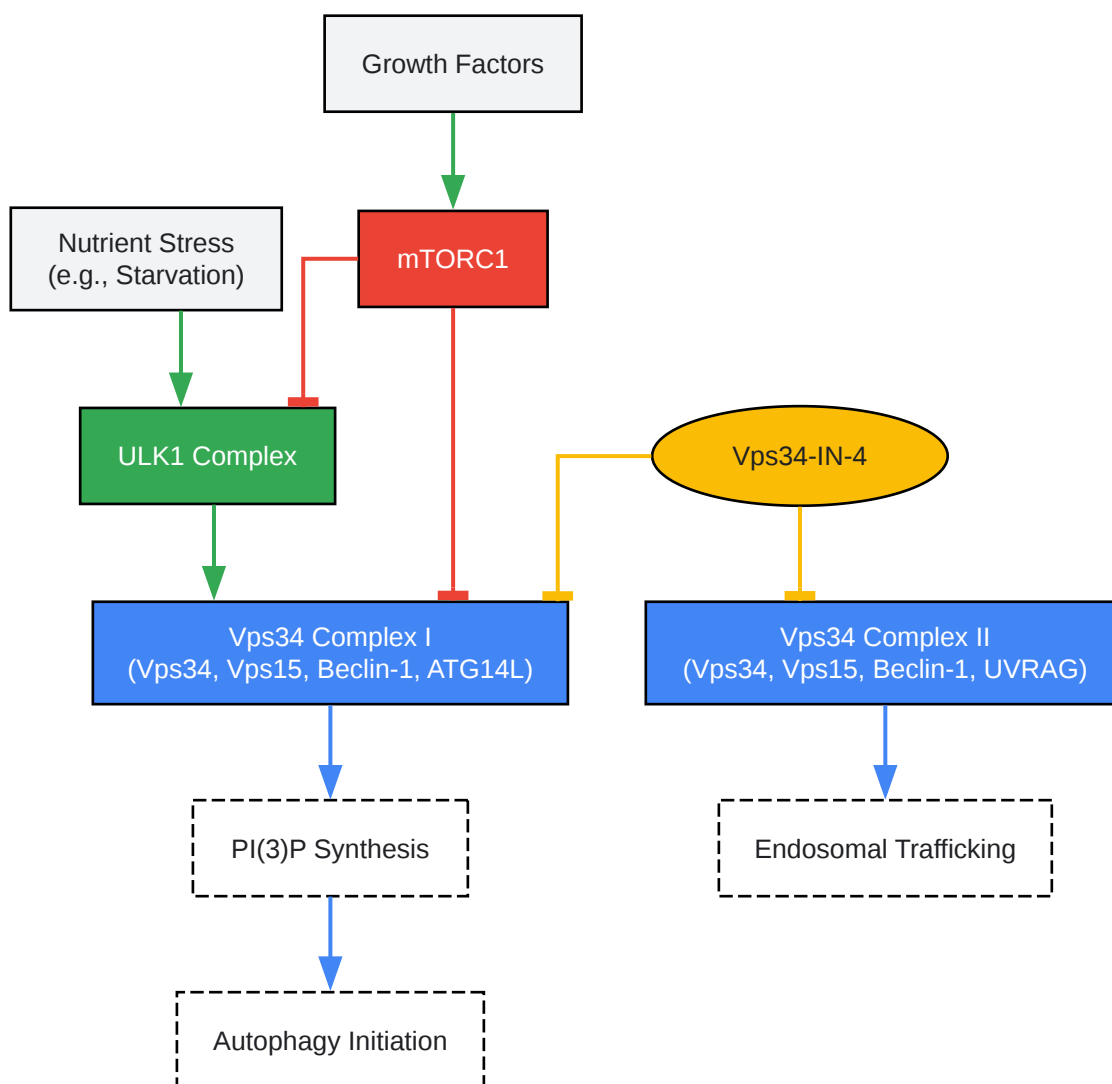 Growth Factors
Nutrient Stress
(e.g., Starvation)
mTORC1
ULK1 Complex
Vps34-IN-4
Vps34 Complex I
(Vps34, Vps15, Beclin-1, ATG14L)
Vps34 Complex II
(Vps34, Vps15, Beclin-1, UVRAG)
PI(3)P Synthesis
Endosomal Trafficking
Autophagy Initiation